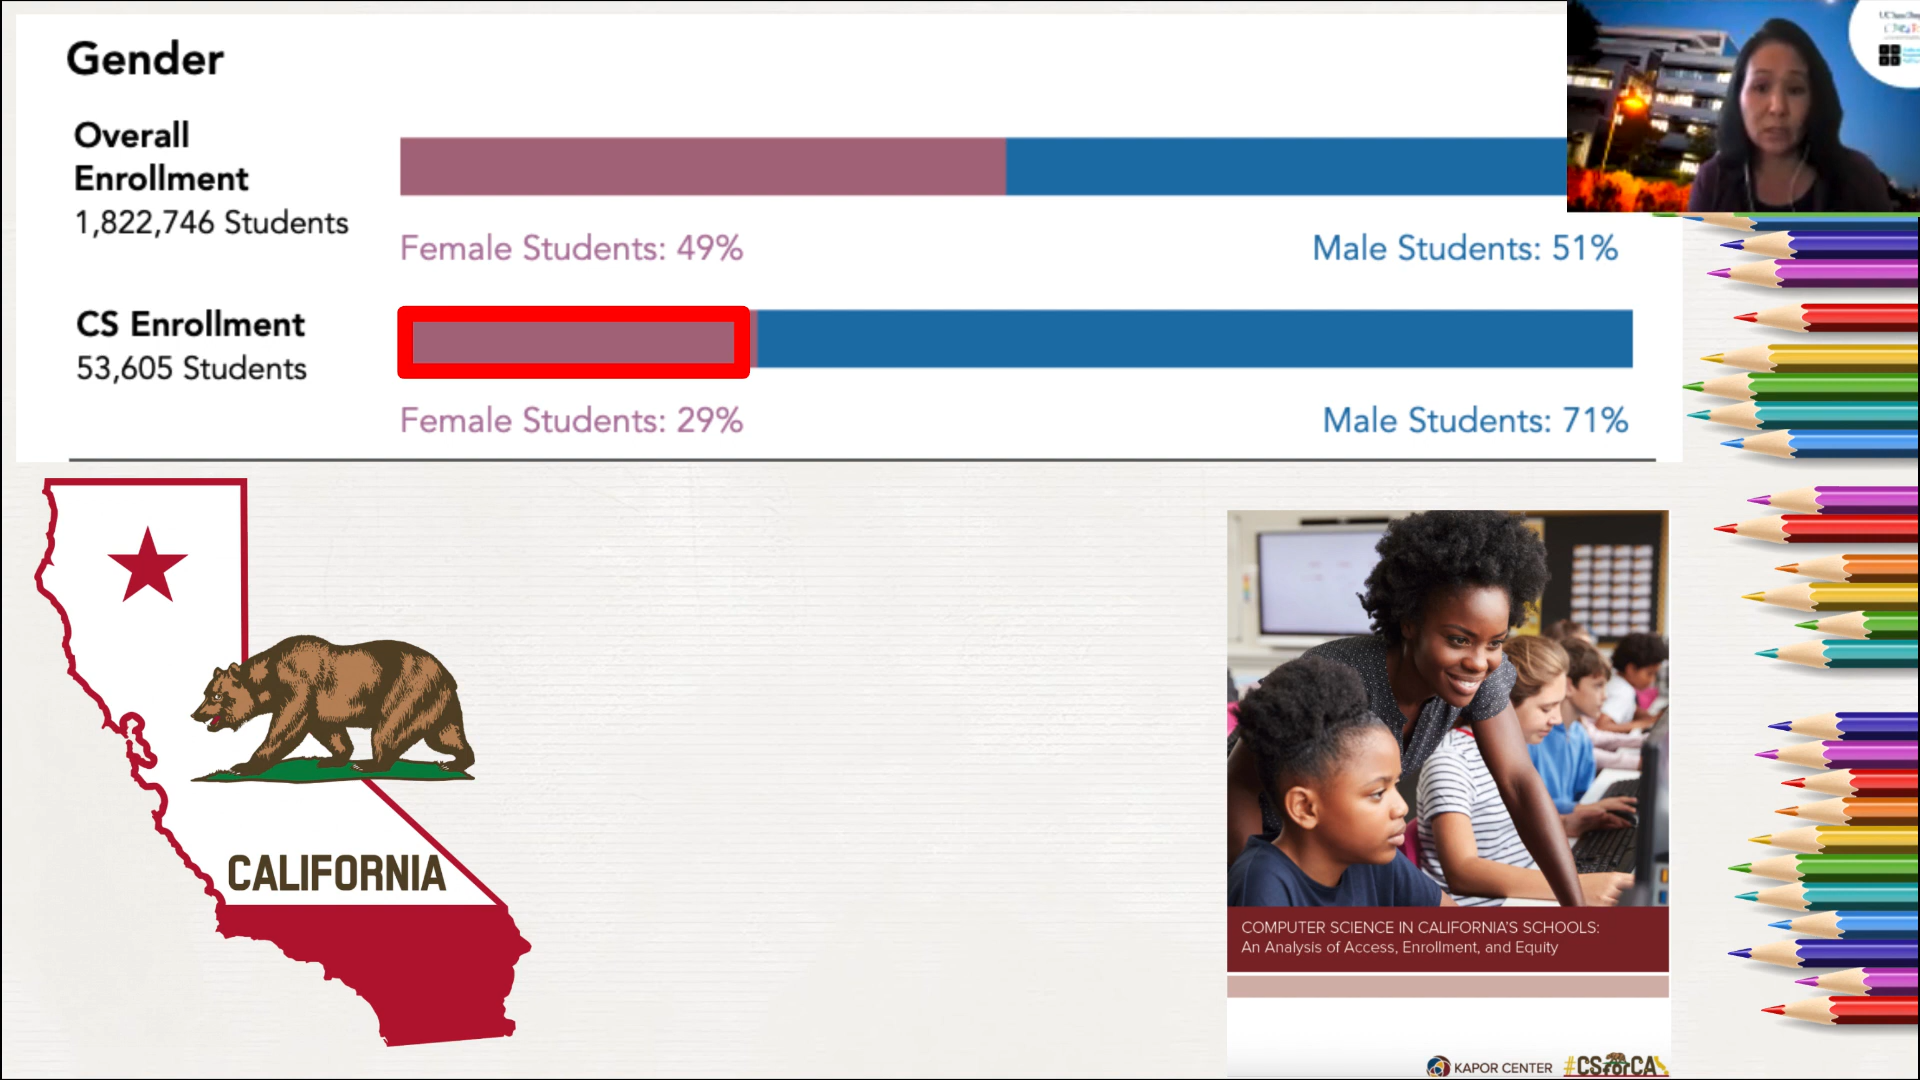 Gender
Overall
Enrollment
1,822,746 Students
Female Students: 49%
Male Students: 51%
CS Enrollment
53,605 Students
Female Students: 29%
Male Students: 71%
CALIFORNIA
COMPUTER SCIENCE IN CALIFORNIA'S SCHOOLS:
An Analysis of Access, Enrollment, and Equity
KAPOR CENTER
#CSforCA